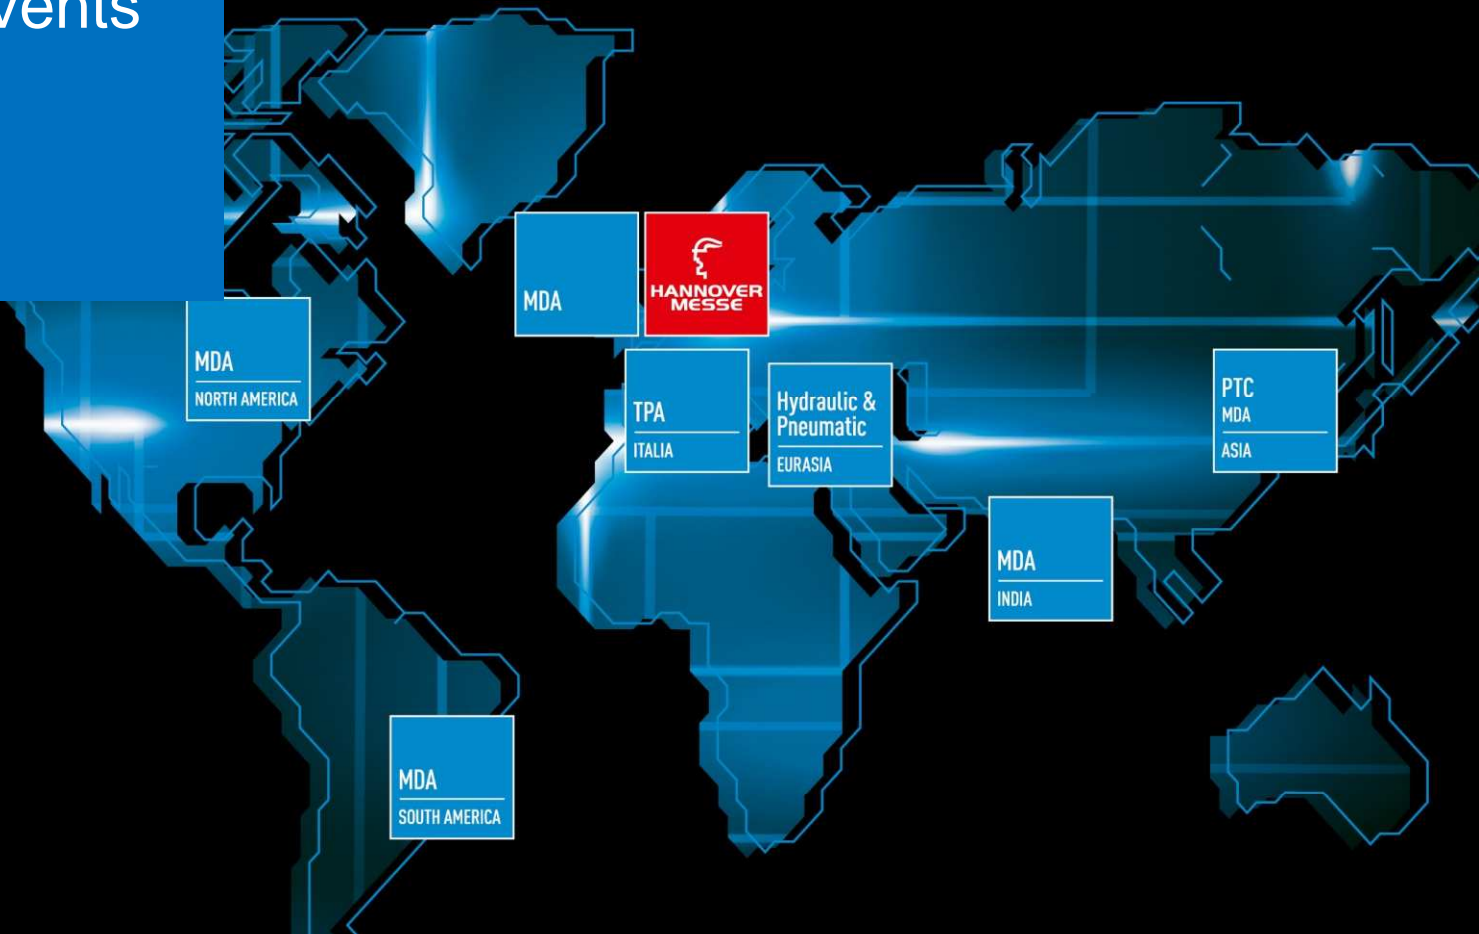 vents
MDA
HANNOVER
MESSE
MDA
NORTH AMERICA
TPA
ITALIA
Hydraulic &
Pneumatic
EURASIA
PTC
MDA
ASIA
MDA
INDIA
MDA
SOUTH AMERICA